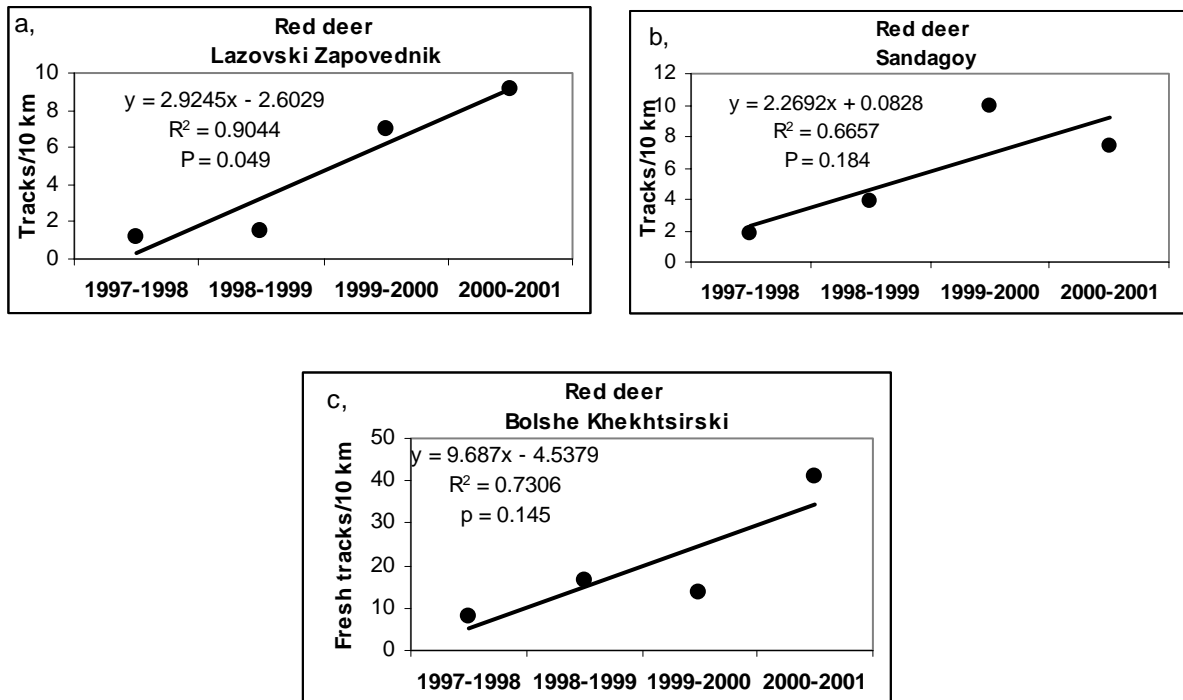 a,
Red deer
Lazovski Zapovednik
Tracks/10 km
10
8
6
4
2
0
y = 2.9245x - 2.6029
R² = 0.9044
P = 0.049
1997-1998 1998-1999 1999-2000 2000-2001
b,
Red deer
Sandagoy
Tracks/10 km
12
10
8
6
4
2
0
y = 2.2692x + 0.0828
R² = 0.6657
P = 0.184
1997-1998 1998-1999 1999-2000 2000-2001
c,
Red deer
Bolshe Khekhtsirski
Fresh tracks/10 km
50
40
30
20
10
0
y = 9.687x - 4.5379
R² = 0.7306
p = 0.145
1997-1998 1998-1999 1999-2000 2000-2001